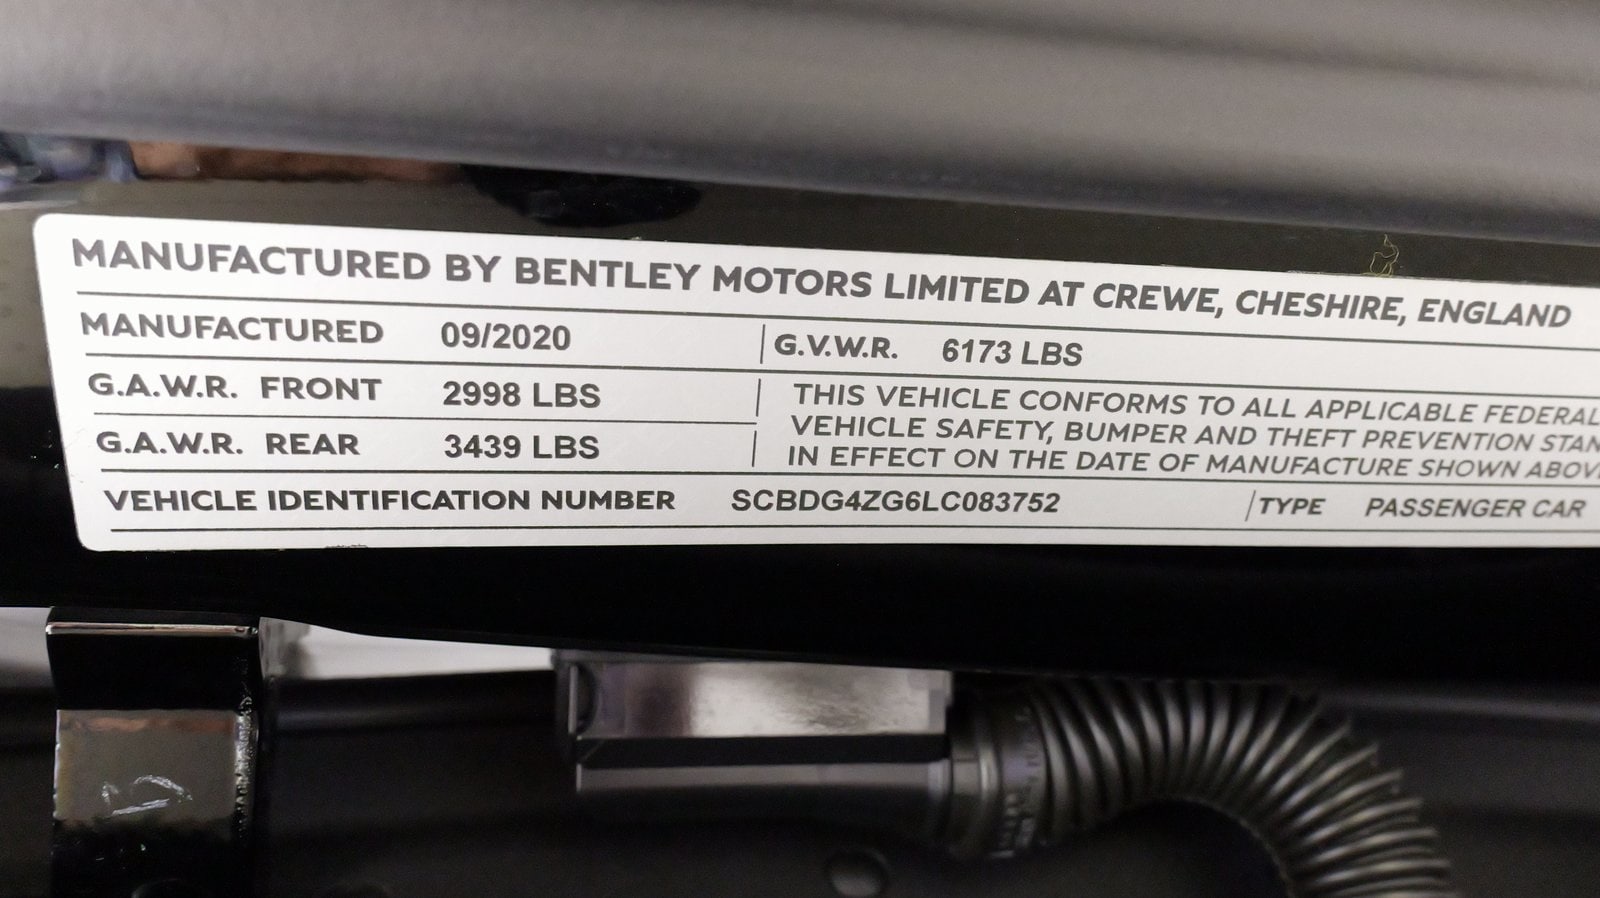 MANUFACTURED BY BENTLEY MOTORS LIMITED AT CREWE, CHESHIRE, ENGLAND
MANUFACTURED 09/2020 G.V.W.R. 6173 LBS
G.A.W.R. FRONT 2998 LBS
G.A.W.R. REAR 3439 LBS
THIS VEHICLE CONFORMS TO ALL APPLICABLE FEDERAL
VEHICLE SAFETY, BUMPER AND THEFT PREVENTION STAN
IN EFFECT ON THE DATE OF MANUFACTURE SHOWN ABOV
VEHICLE IDENTIFICATION NUMBER SCBDG4ZG6LC083752 TYPE PASSENGER CAR